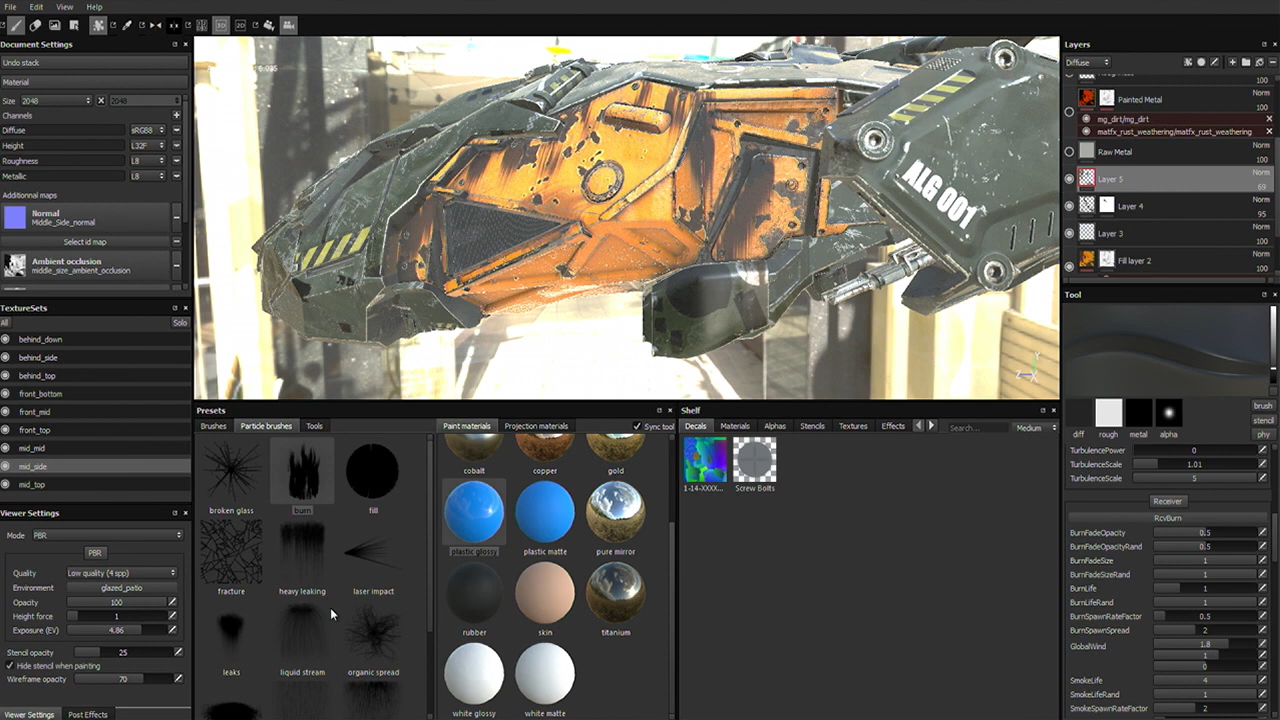 File Edit View Help
Document Settings
Undo stack
Material
Size 2048 2048
Channels
Diffuse sRGB8
Height L32F
Roughness L8
Metallic L8
Additionnal maps
Normal
Middle_Side_normal
Select id map
Ambient occlusion
middle_size_ambient_occlusion
TextureSets
All Solo
behind_down
behind_side
behind_top
front_bottom
front_mid
front_top
mid_mid
mid_side
mid_top
Viewer Settings
Mode PBR
PBR
Quality Low quality (4 spp)
Environment glazed_patio
Opacity 100
Height force 1
Exposure (EV) 4.86
Stencil opacity 25
Hide stencil when painting
Wireframe opacity 70
Viewer Settings Post Effects
3D 2D
ALG 001
Y
Z X
Presets
Brushes Particle brushes Tools
broken glass burn fill
fracture heavy leaking laser impact
leaks liquid stream organic spread
Paint materials Projection materials Sync tool
cobalt copper gold
plastic glossy plastic matte pure mirror
rubber skin titanium
white glossy white matte
Shelf
Decals Materials Alphas Stencils Textures Effects Search... Medium
1-14-XXXX... Screw Bolts
Layers
Diffuse
100
Painted Metal Norm
100
mg_dirt/mg_dirt
matfx_rust_weathering/matfx_rust_weathering
Raw Metal Norm
100
Layer 5 Norm
69
Layer 4 Norm
95
Layer 3 Norm
100
Fill layer 2 Norm
100
Tool
diff rough metal alpha
brush
stencil
phy
TurbulencePower 0
TurbulenceScale 1.01
TurbulenceScale 5
Receiver
RcvBurn
BurnFadeOpacity 0.5
BurnFadeOpacityRand 0.5
BurnFadeSize 1
BurnFadeSizeRand 1
BurnLife 1
BurnLifeRand 1
BurnSpawnRateFactor 0.5
BurnSpawnSpread 2
GlobalWind 1.8
1
0
SmokeLife 4
SmokeLifeRand 1
SmokeSpawnRateFactor 2